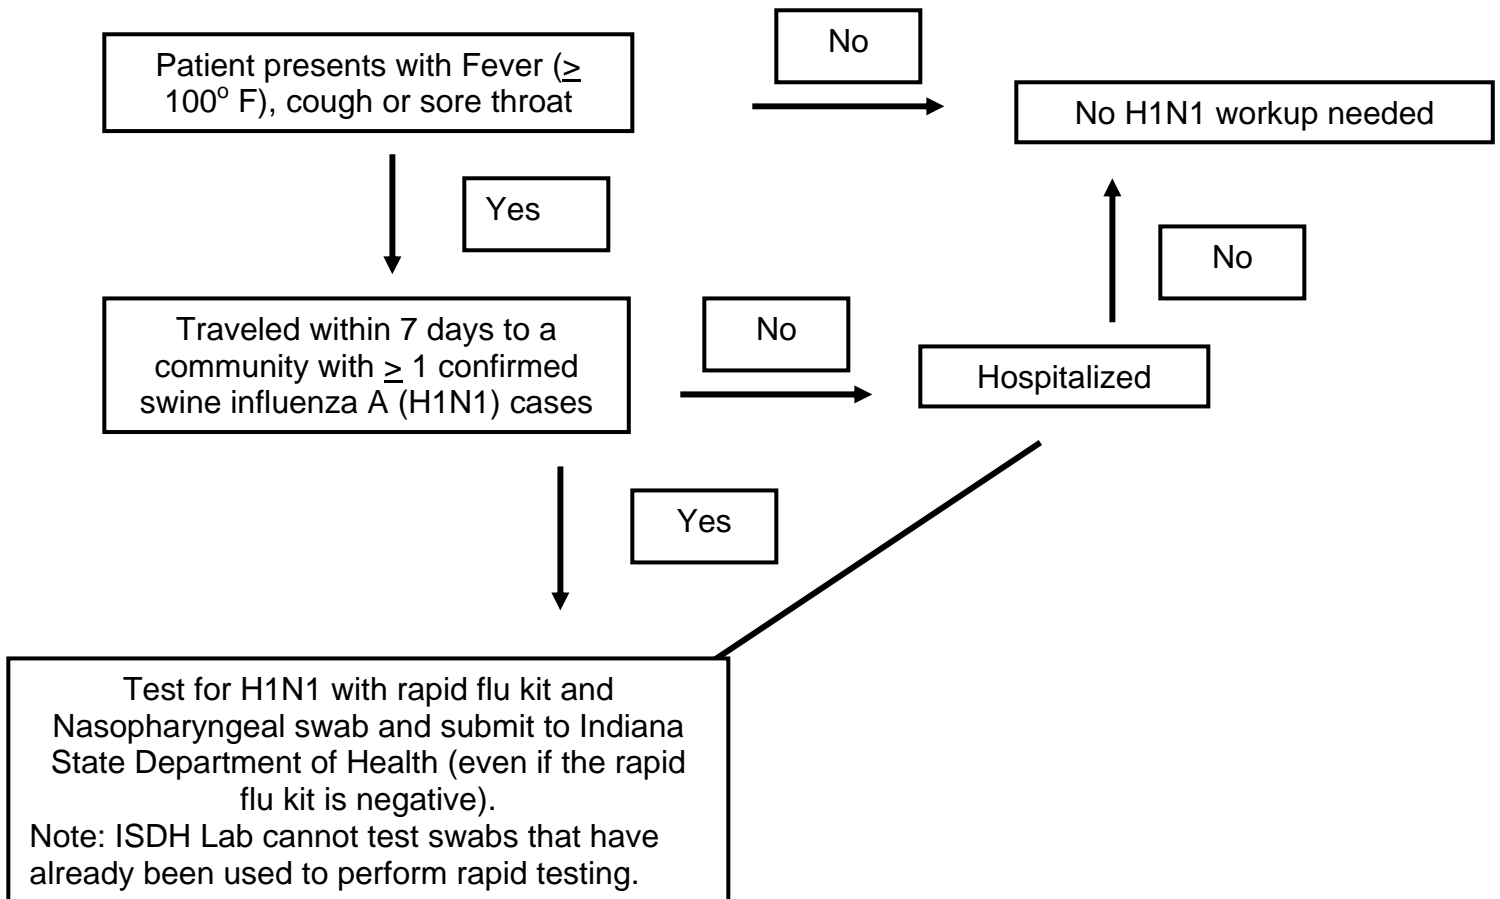 Patient presents with Fever (≥
100° F), cough or sore throat
No
No H1N1 workup needed
Yes
No
Traveled within 7 days to a
community with ≥ 1 confirmed
swine influenza A (H1N1) cases
No
Hospitalized
Yes
Test for H1N1 with rapid flu kit and
Nasopharyngeal swab and submit to Indiana
State Department of Health (even if the rapid
flu kit is negative).
Note: ISDH Lab cannot test swabs that have
already been used to perform rapid testing.